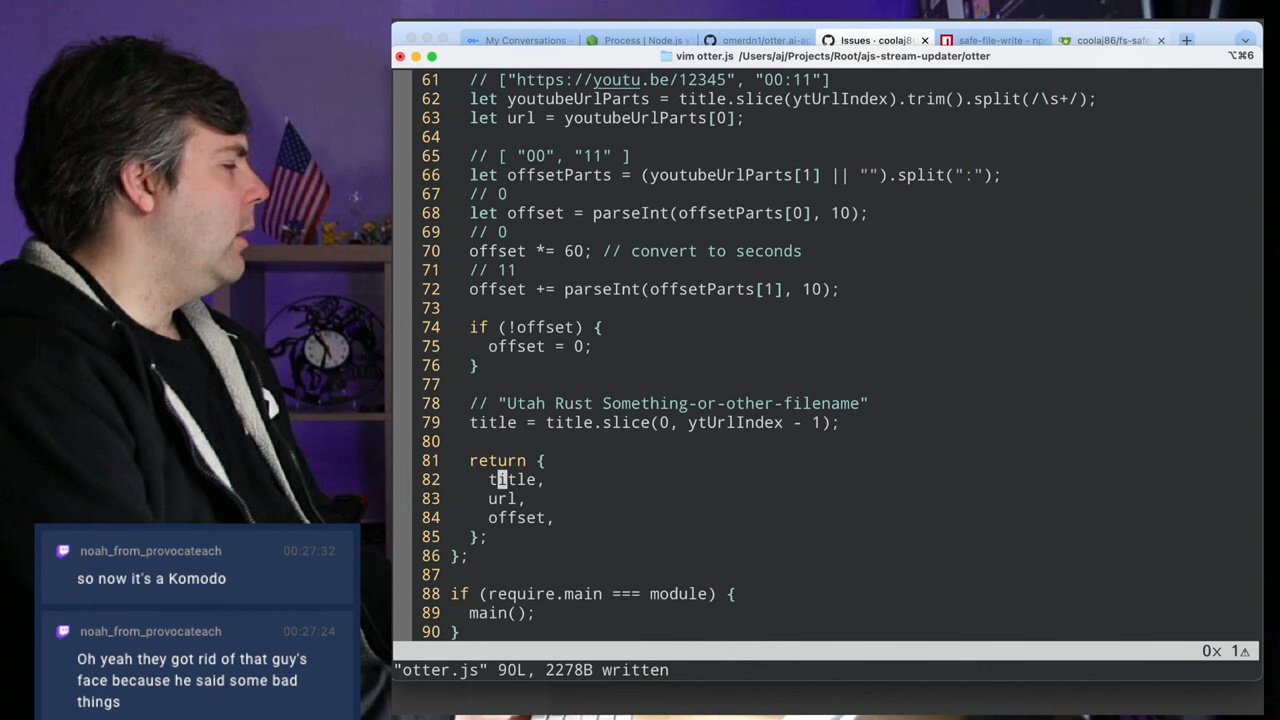 My Conversations
Process | Node.js v
omerdn1/otter.ai-a
Issues · coolaj8
safe-file-write - npm
coolaj86/fs-safe
vim otter.js /Users/aj/Projects/Root/ajs-stream-updater/otter
⌥⌘6
61 // ["https://youtu.be/12345", "00:11"]
62 let youtubeUrlParts = title.slice(ytUrlIndex).trim().split(/\s+/);
63 let url = youtubeUrlParts[0];
64
65 // [ "00", "11" ]
66 let offsetParts = (youtubeUrlParts[1] || "").split(":");
67 // 0
68 let offset = parseInt(offsetParts[0], 10);
69 // 0
70 offset *= 60; // convert to seconds
71 // 11
72 offset += parseInt(offsetParts[1], 10);
73
74 if (!offset) {
75 offset = 0;
76 }
77
78 // "Utah Rust Something-or-other-filename"
79 title = title.slice(0, ytUrlIndex - 1);
80
81 return {
82 title,
83 url,
84 offset,
85 };
86 };
87
88 if (require.main === module) {
89 main();
90 }
0× 1⚠
"otter.js" 90L, 2278B written
noah_from_provocateach 00:27:32
so now it's a Komodo
noah_from_provocateach 00:27:24
Oh yeah they got rid of that guy's
face because he said some bad
things